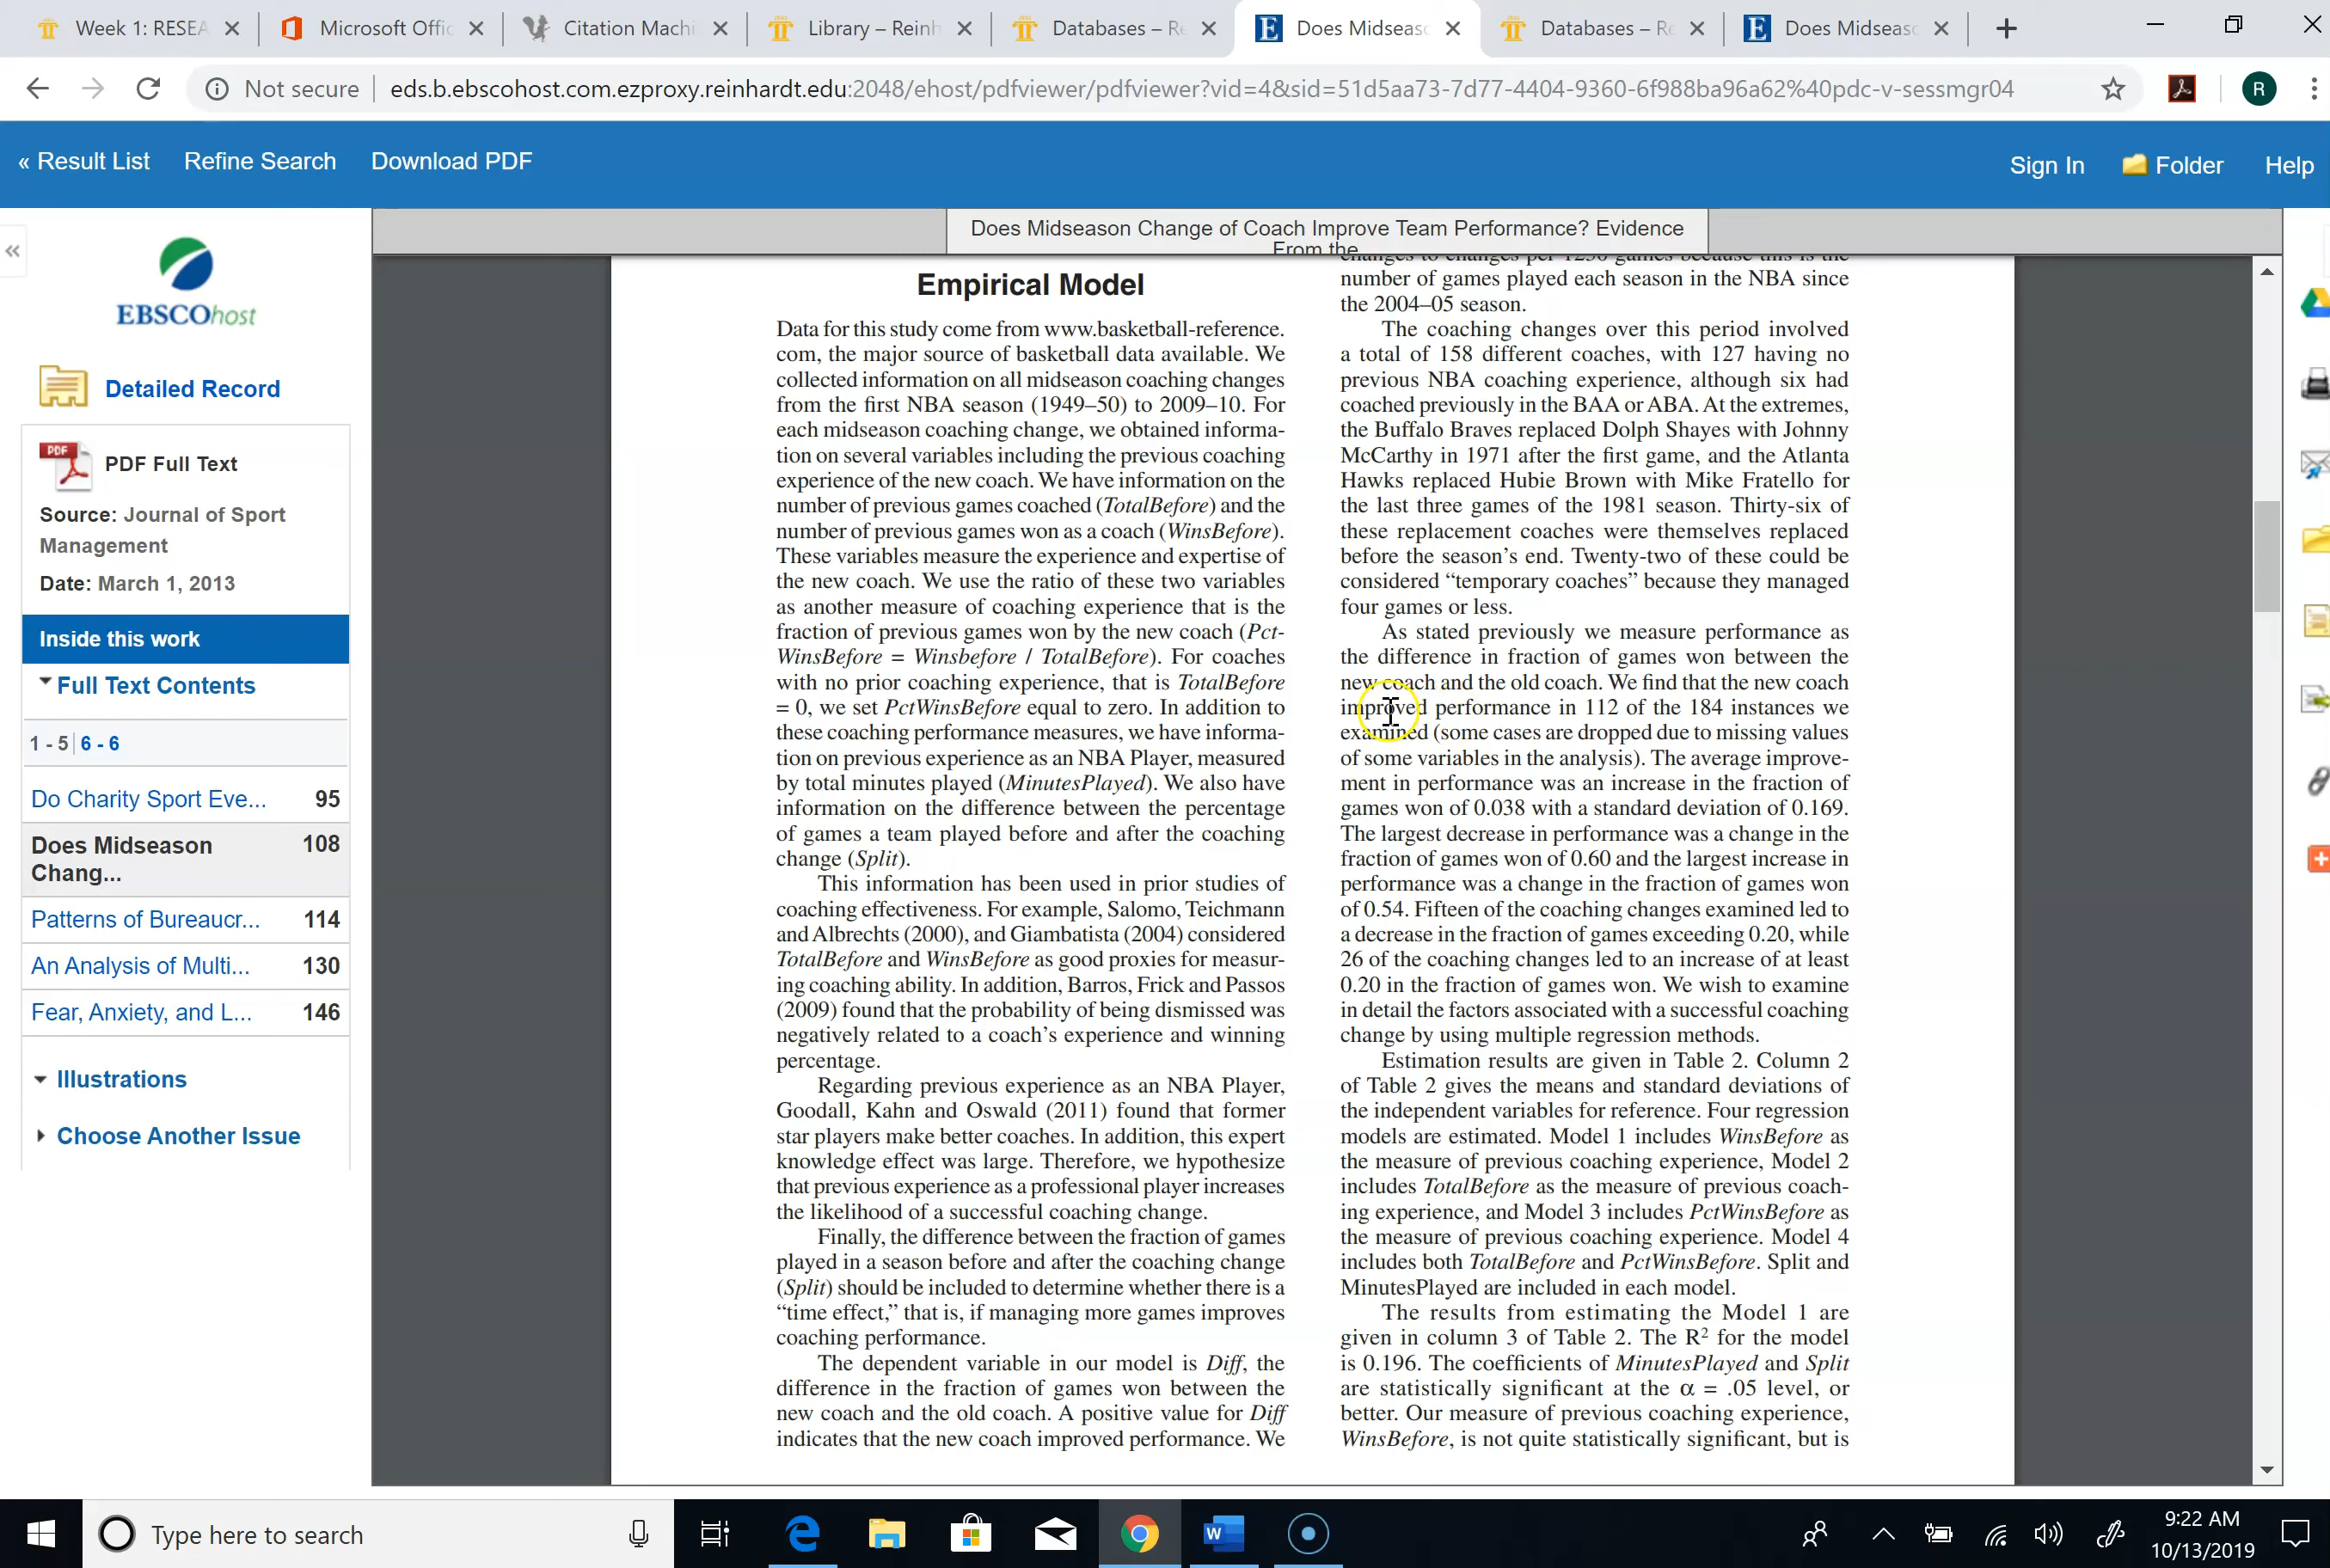 Week 1: RESEA
Microsoft Offic
Citation Machi
Library – Reinh
Databases – Re
Does Midseaso
Databases – Re
Does Midseaso
Not secure
eds.b.ebscohost.com.ezproxy.reinhardt.edu:2048/ehost/pdfviewer/pdfviewer?vid=4&sid=51d5aa73-7d77-4404-9360-6f988ba96a62%40pdc-v-sessmgr04
R
« Result List
Refine Search
Download PDF
Sign In
Folder
Help
«
EBSCOhost
Detailed Record
PDF
PDF Full Text
Source: Journal of Sport
Management
Date: March 1, 2013
Inside this work
Full Text Contents
1 - 5 | 6 - 6
Do Charity Sport Eve... 95
Does Midseason 108
Chang...
Patterns of Bureaucr... 114
An Analysis of Multi... 130
Fear, Anxiety, and L... 146
Illustrations
Choose Another Issue
Does Midseason Change of Coach Improve Team Performance? Evidence
From the
Empirical Model
Data for this study come from www.basketball-reference.
com, the major source of basketball data available. We
collected information on all midseason coaching changes
from the first NBA season (1949–50) to 2009–10. For
each midseason coaching change, we obtained informa-
tion on several variables including the previous coaching
experience of the new coach. We have information on the
number of previous games coached (TotalBefore) and the
number of previous games won as a coach (WinsBefore).
These variables measure the experience and expertise of
the new coach. We use the ratio of these two variables
as another measure of coaching experience that is the
fraction of previous games won by the new coach (Pct-
WinsBefore = Winsbefore / TotalBefore). For coaches
with no prior coaching experience, that is TotalBefore
= 0, we set PctWinsBefore equal to zero. In addition to
these coaching performance measures, we have informa-
tion on previous experience as an NBA Player, measured
by total minutes played (MinutesPlayed). We also have
information on the difference between the percentage
of games a team played before and after the coaching
change (Split).
This information has been used in prior studies of
coaching effectiveness. For example, Salomo, Teichmann
and Albrechts (2000), and Giambatista (2004) considered
TotalBefore and WinsBefore as good proxies for measur-
ing coaching ability. In addition, Barros, Frick and Passos
(2009) found that the probability of being dismissed was
negatively related to a coach's experience and winning
percentage.
Regarding previous experience as an NBA Player,
Goodall, Kahn and Oswald (2011) found that former
star players make better coaches. In addition, this expert
knowledge effect was large. Therefore, we hypothesize
that previous experience as a professional player increases
the likelihood of a successful coaching change.
Finally, the difference between the fraction of games
played in a season before and after the coaching change
(Split) should be included to determine whether there is a
“time effect,” that is, if managing more games improves
coaching performance.
The dependent variable in our model is Diff, the
difference in the fraction of games won between the
new coach and the old coach. A positive value for Diff
indicates that the new coach improved performance. We
changes to changes per 1230 games because this is the
number of games played each season in the NBA since
the 2004–05 season.
The coaching changes over this period involved
a total of 158 different coaches, with 127 having no
previous NBA coaching experience, although six had
coached previously in the BAA or ABA. At the extremes,
the Buffalo Braves replaced Dolph Shayes with Johnny
McCarthy in 1971 after the first game, and the Atlanta
Hawks replaced Hubie Brown with Mike Fratello for
the last three games of the 1981 season. Thirty-six of
these replacement coaches were themselves replaced
before the season's end. Twenty-two of these could be
considered “temporary coaches” because they managed
four games or less.
As stated previously we measure performance as
the difference in fraction of games won between the
new coach and the old coach. We find that the new coach
improved performance in 112 of the 184 instances we
examined (some cases are dropped due to missing values
of some variables in the analysis). The average improve-
ment in performance was an increase in the fraction of
games won of 0.038 with a standard deviation of 0.169.
The largest decrease in performance was a change in the
fraction of games won of 0.60 and the largest increase in
performance was a change in the fraction of games won
of 0.54. Fifteen of the coaching changes examined led to
a decrease in the fraction of games exceeding 0.20, while
26 of the coaching changes led to an increase of at least
0.20 in the fraction of games won. We wish to examine
in detail the factors associated with a successful coaching
change by using multiple regression methods.
Estimation results are given in Table 2. Column 2
of Table 2 gives the means and standard deviations of
the independent variables for reference. Four regression
models are estimated. Model 1 includes WinsBefore as
the measure of previous coaching experience, Model 2
includes TotalBefore as the measure of previous coach-
ing experience, and Model 3 includes PctWinsBefore as
the measure of previous coaching experience. Model 4
includes both TotalBefore and PctWinsBefore. Split and
MinutesPlayed are included in each model.
The results from estimating the Model 1 are
given in column 3 of Table 2. The R² for the model
is 0.196. The coefficients of MinutesPlayed and Split
are statistically significant at the α = .05 level, or
better. Our measure of previous coaching experience,
WinsBefore, is not quite statistically significant, but is
Type here to search
9:22 AM
10/13/2019